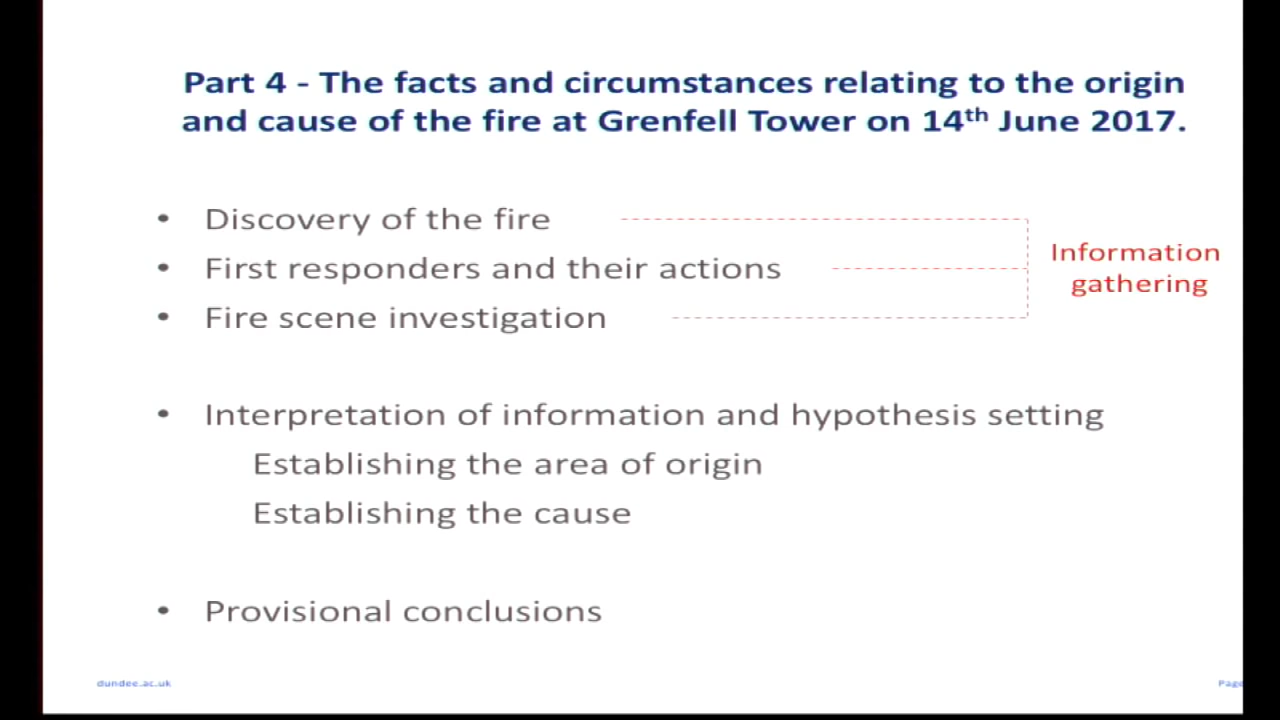 Part 4 - The facts and circumstances relating to the origin
and cause of the fire at Grenfell Tower on 14th June 2017.
• Discovery of the fire
• First responders and their actions
• Fire scene investigation
Information
gathering
• Interpretation of information and hypothesis setting
Establishing the area of origin
Establishing the cause
• Provisional conclusions
dundee.ac.uk
Page